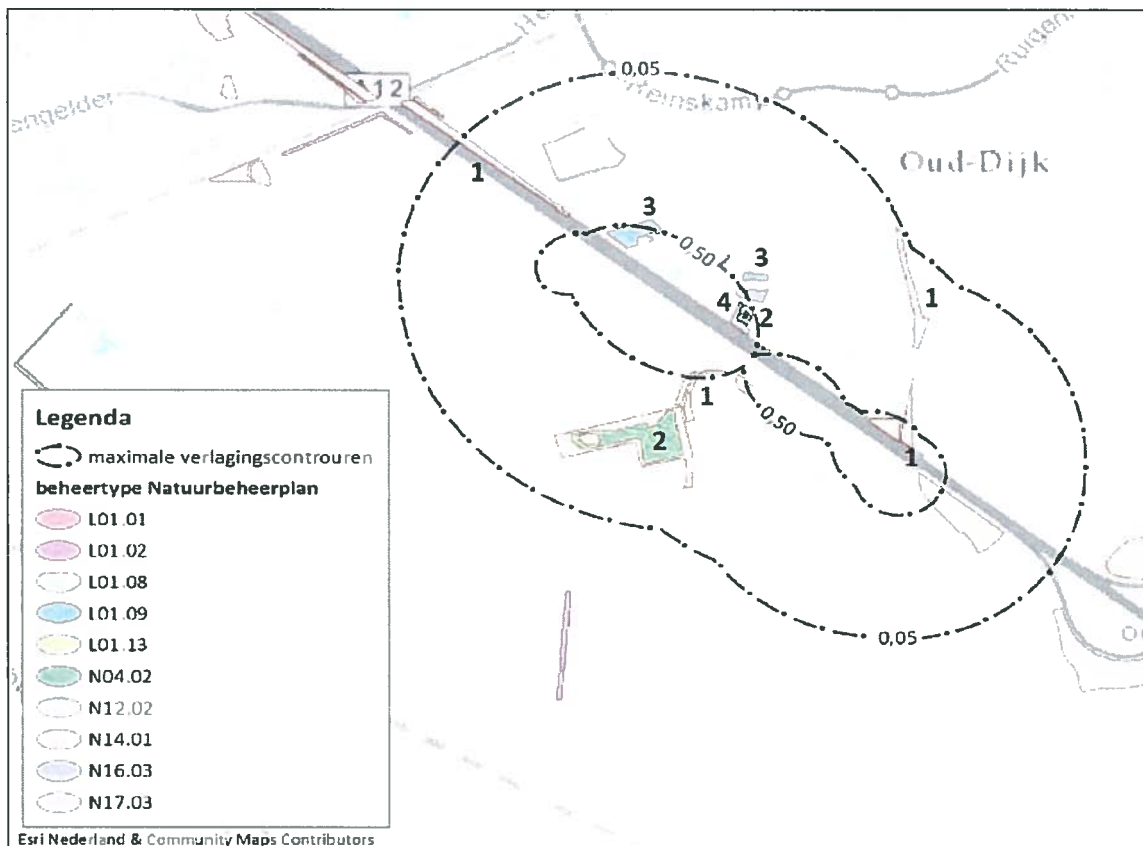 0,05
A12
Oud-Dijk
1
3
0,50
3
4
2
1
1
0,50
2
1
Legenda
maximale verlagingscontrouren
beheertype Natuurbeheerplan
L01.01
L01.02
L01.08
L01.09
L01.13
N04.02
N12.02
N14.01
N16.03
N17.03
0,05
Esri Nederland & Community Maps Contributors